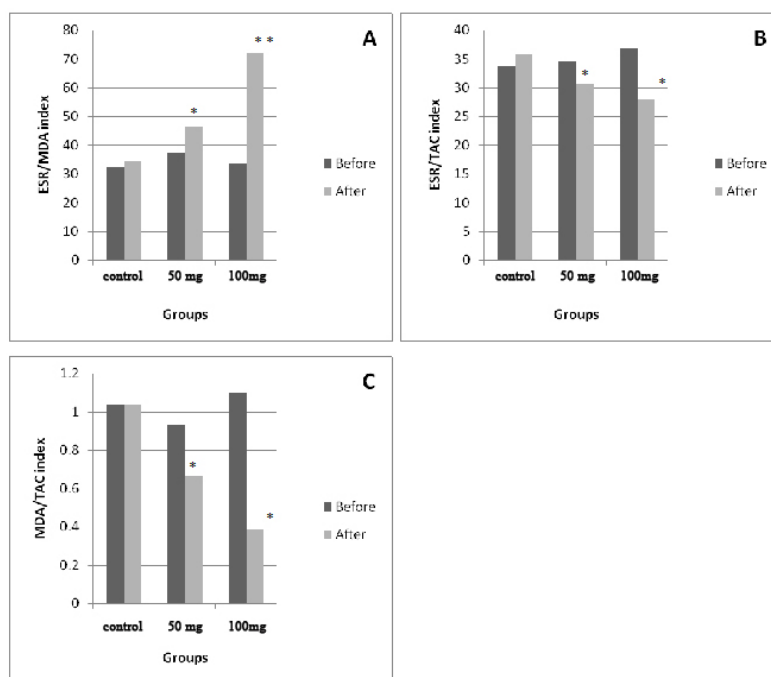 A
80
70
60
50
40
30
20
10
0
ESR/MDA index
* *
*
Before
After
control 50 mg 100mg
Groups
B
40
35
30
25
20
15
10
5
0
ESR/TAC index
*
*
Before
After
control 50 mg 100mg
Groups
C
1.2
1
0.8
0.6
0.4
0.2
0
MDA/TAC index
*
*
Before
After
control 50 mg 100mg
Groups